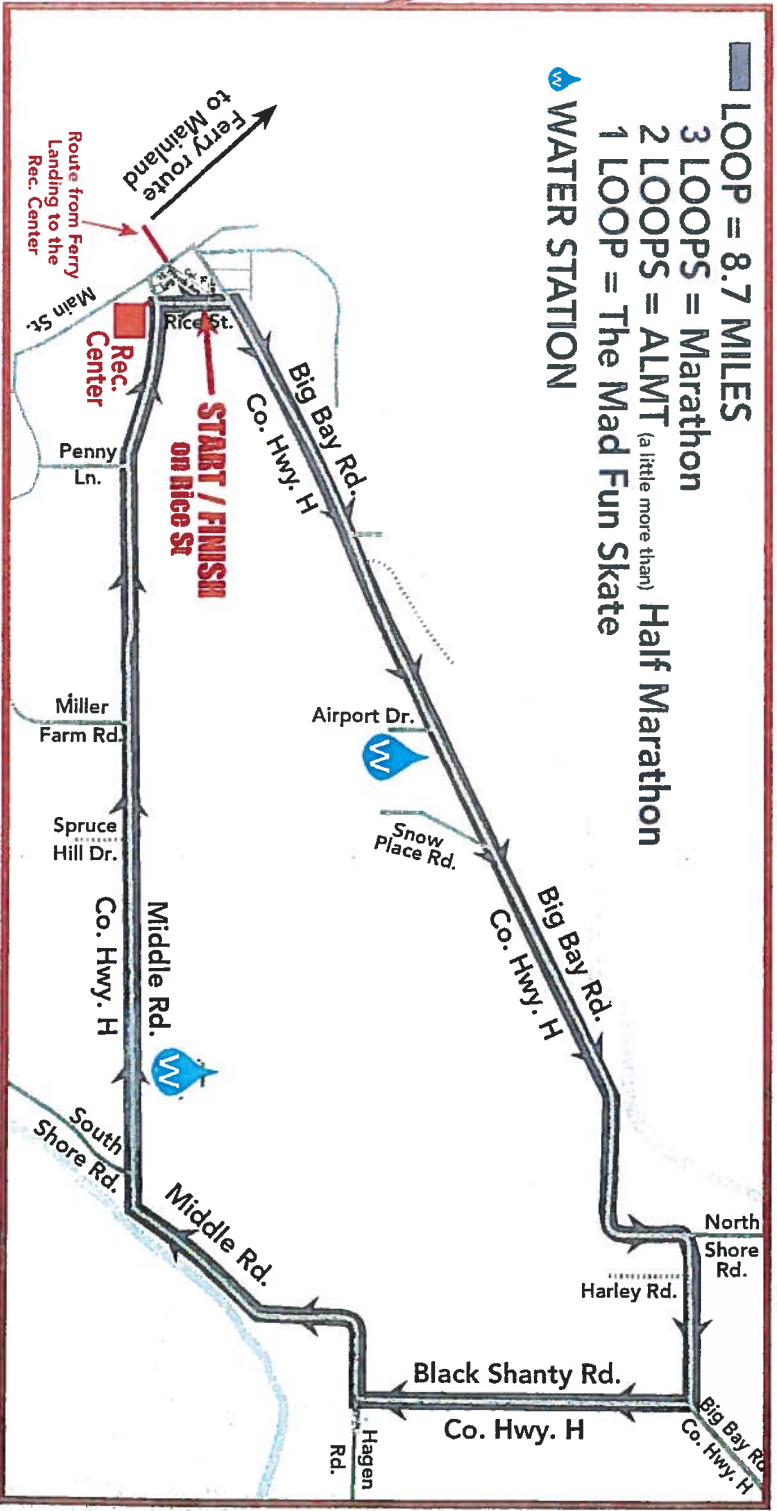 LOOP = 8.7 MILES
3 LOOPS = Marathon
2 LOOPS = ALMT (a little more than) Half Marathon
1 LOOP = The Mad Fun Skate
W WATER STATION
Ferry route
to Mainland
Route from Ferry
Landing to the
Rec. Center
Main St.
Rice St.
Rec.
Center
START / FINISH
on Rice St
Big Bay Rd.
Co. Hwy. H
Penny
Ln.
Airport Dr.
W
Snow
Place Rd.
Miller
Farm Rd.
Spruce
Hill Dr.
Big Bay Rd.
Co. Hwy. H
Middle Rd.
Co. Hwy. H
W
South
Shore Rd.
Middle Rd.
North
Shore
Rd.
Harley Rd.
Black Shanty Rd.
Co. Hwy. H
Big Bay Rd
Co. Hwy. H
Hagen
Rd.